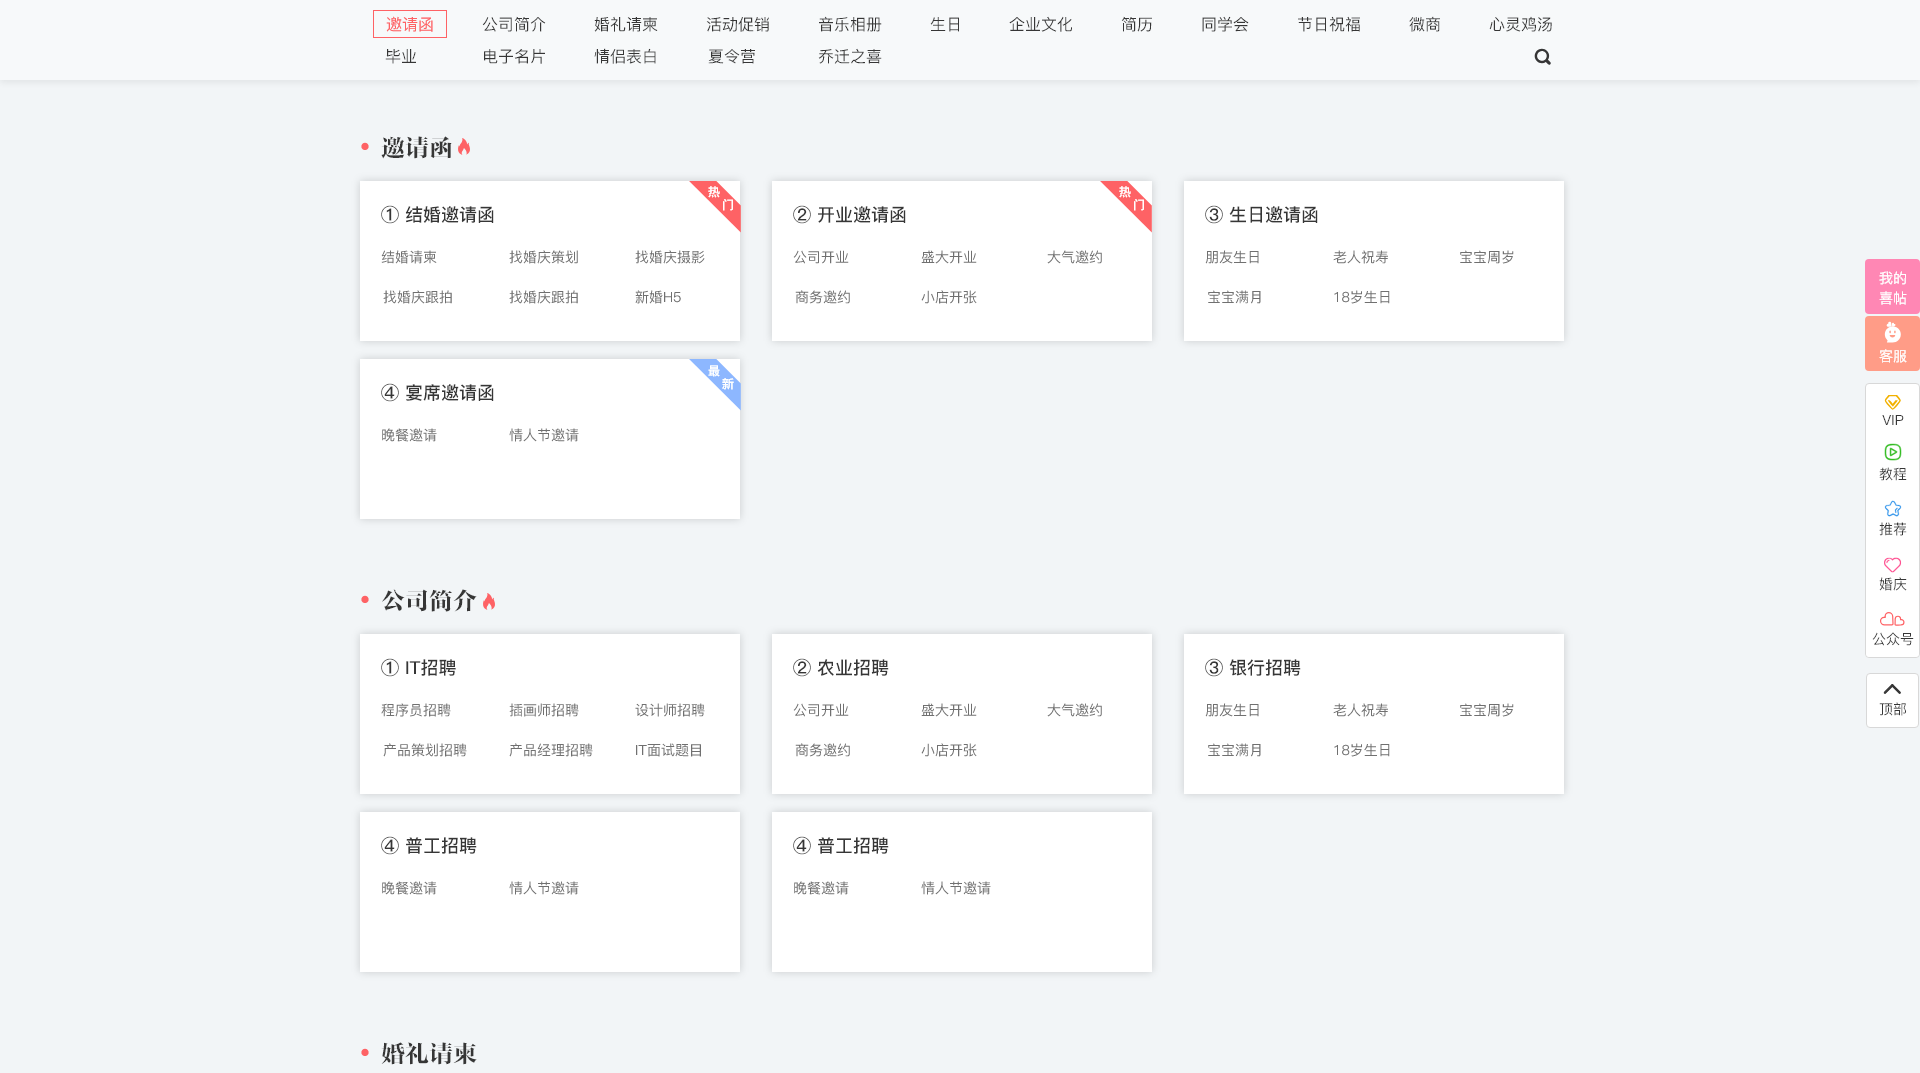 邀请函 公司简介 婚礼请柬 活动促销 音乐相册 生日 企业文化 简历 同学会 节日祝福 微商 心灵鸡汤
毕业 电子名片 情侣表白 夏令营 乔迁之喜
邀请函
① 结婚邀请函
热门
结婚请柬 找婚庆策划 找婚庆摄影
找婚庆跟拍 找婚庆跟拍 新婚H5
② 开业邀请函
热门
公司开业 盛大开业 大气邀约
商务邀约 小店开张
③ 生日邀请函
朋友生日 老人祝寿 宝宝周岁
宝宝满月 18岁生日
④ 宴席邀请函
最新
晚餐邀请 情人节邀请
公司简介
① IT招聘
程序员招聘 插画师招聘 设计师招聘
产品策划招聘 产品经理招聘 IT面试题目
② 农业招聘
公司开业 盛大开业 大气邀约
商务邀约 小店开张
③ 银行招聘
朋友生日 老人祝寿 宝宝周岁
宝宝满月 18岁生日
④ 普工招聘
晚餐邀请 情人节邀请
④ 普工招聘
晚餐邀请 情人节邀请
婚礼请柬
我的
喜帖
客服
VIP
教程
推荐
婚庆
公众号
顶部